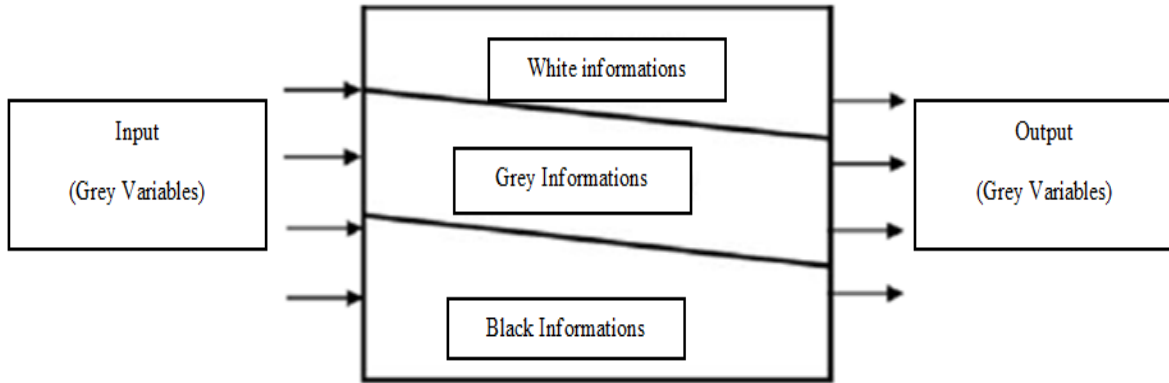 Input
(Grey Variables)
White informations
Grey Informations
Black Informations
Output
(Grey Variables)